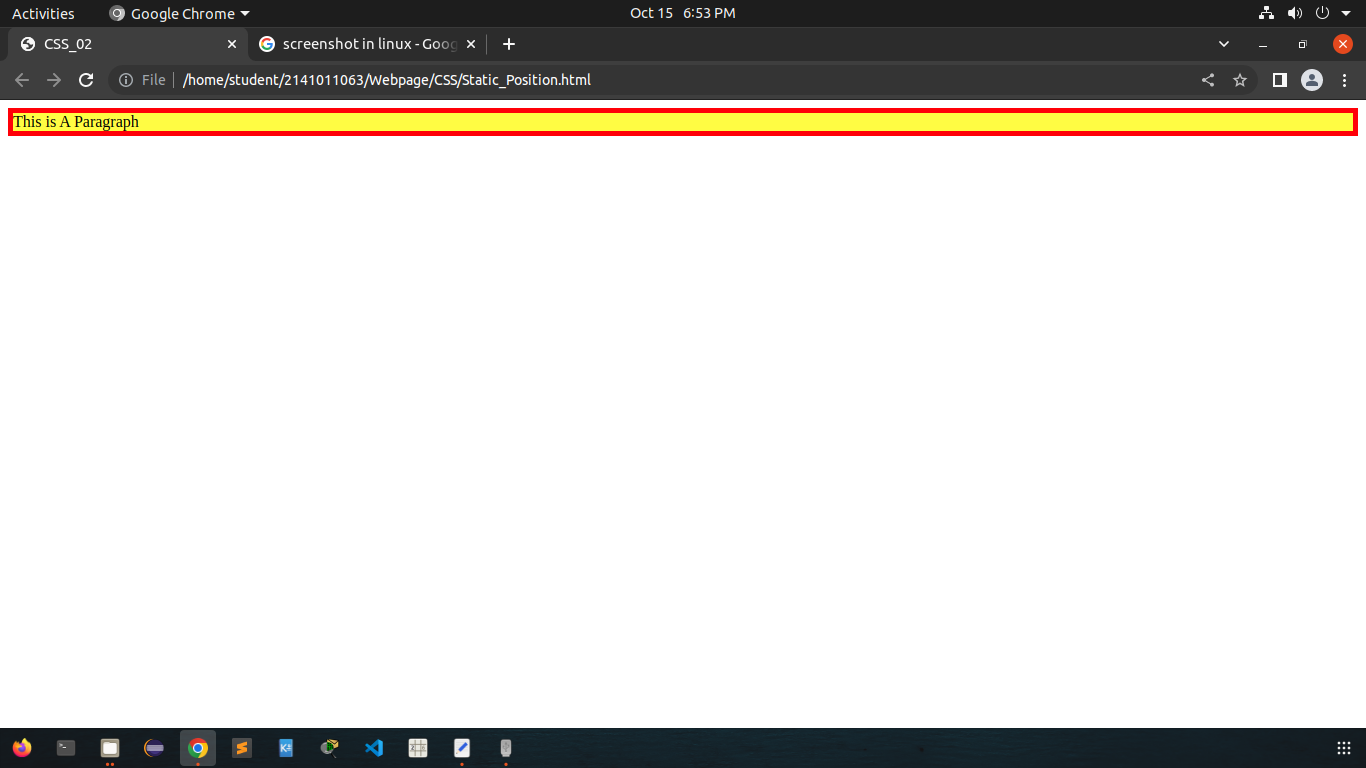 Activities
Google Chrome
Oct 15 6:53 PM
CSS_02
screenshot in linux - Goog
File
/home/student/2141011063/Webpage/CSS/Static_Position.html
This is A Paragraph